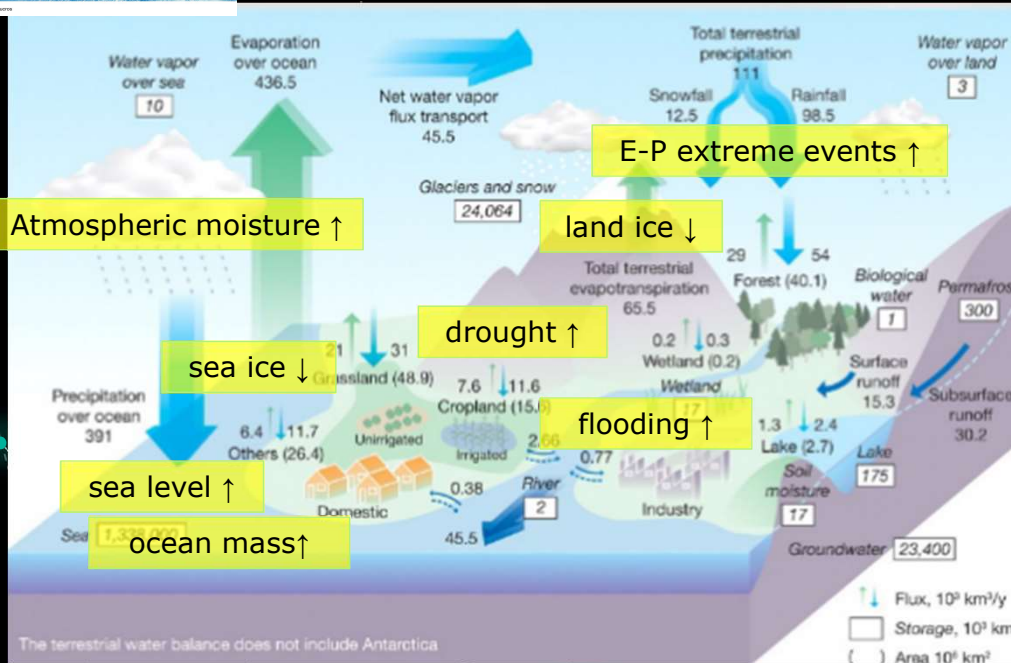 Evaporation
over ocean
436.5
Water vapor
over sea
10
Net water vapor
flux transport
45.5
Total terrestrial
precipitation
111
Snowfall
12.5
Rainfall
98.5
Water vapor
over land
3
E-P extreme events ↑
Glaciers and snow
24,064
Atmospheric moisture ↑
land ice ↓
29
54
Forest (40.1)
Total terrestrial
evapotranspiration
65.5
Biological
water
1
Permafros
300
drought ↑
sea ice ↓
21
31
Grassland (48.9)
0.2
0.3
Wetland (0.2)
Wetland
17
Surface
runoff
15.3
Subsurface
runoff
30.2
Precipitation
over ocean
391
7.6
11.6
Cropland (15.6)
Unirrigated
Irrigated
flooding ↑
1.3
2.4
Lake (2.7)
Lake
175
6.4
11.7
Others (26.4)
2.66
0.77
sea level ↑
Domestic
0.38
River
2
Industry
Soil
moisture
17
Sea
1,338,000
ocean mass↑
45.5
Groundwater
23,400
Flux, 10³ km³/y
Storage, 10³ km
( ) Area 10⁶ km²
The terrestrial water balance does not include Antarctica